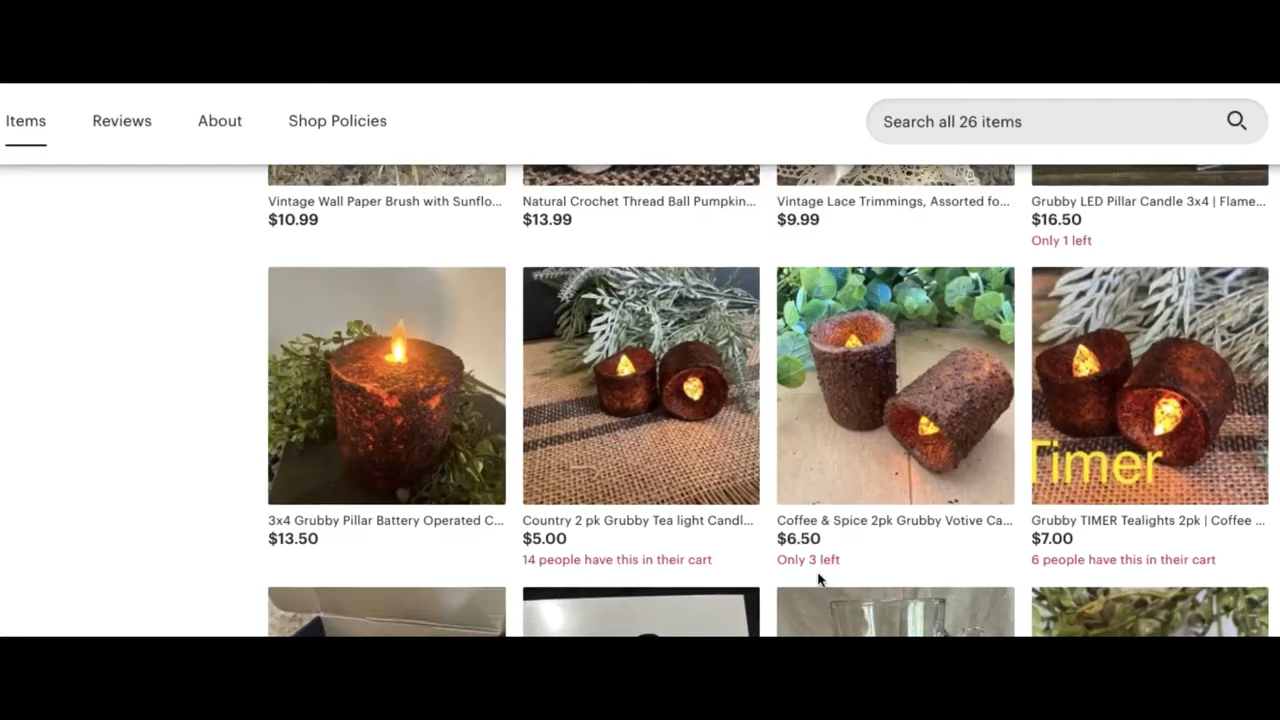 Items Reviews About Shop Policies Search all 26 items
Vintage Wall Paper Brush with Sunflo... Natural Crochet Thread Ball Pumpkin... Vintage Lace Trimmings, Assorted fo... Grubby LED Pillar Candle 3x4 | Flame...
$10.99 $13.99 $9.99 $16.50
Only 1 left
Timer
3x4 Grubby Pillar Battery Operated C... Country 2 pk Grubby Tea light Candl... Coffee & Spice 2pk Grubby Votive Ca... Grubby TIMER Tealights 2pk | Coffee ...
$13.50 $5.00 $6.50 $7.00
14 people have this in their cart Only 3 left 6 people have this in their cart